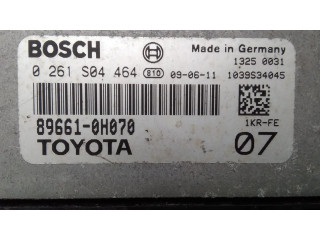 BOSCH
Made in Germany
1325 0031
0 261 S04 464 810 09-06-11 1039S34045
89661-0H070
1KR-FE
TOYOTA
07